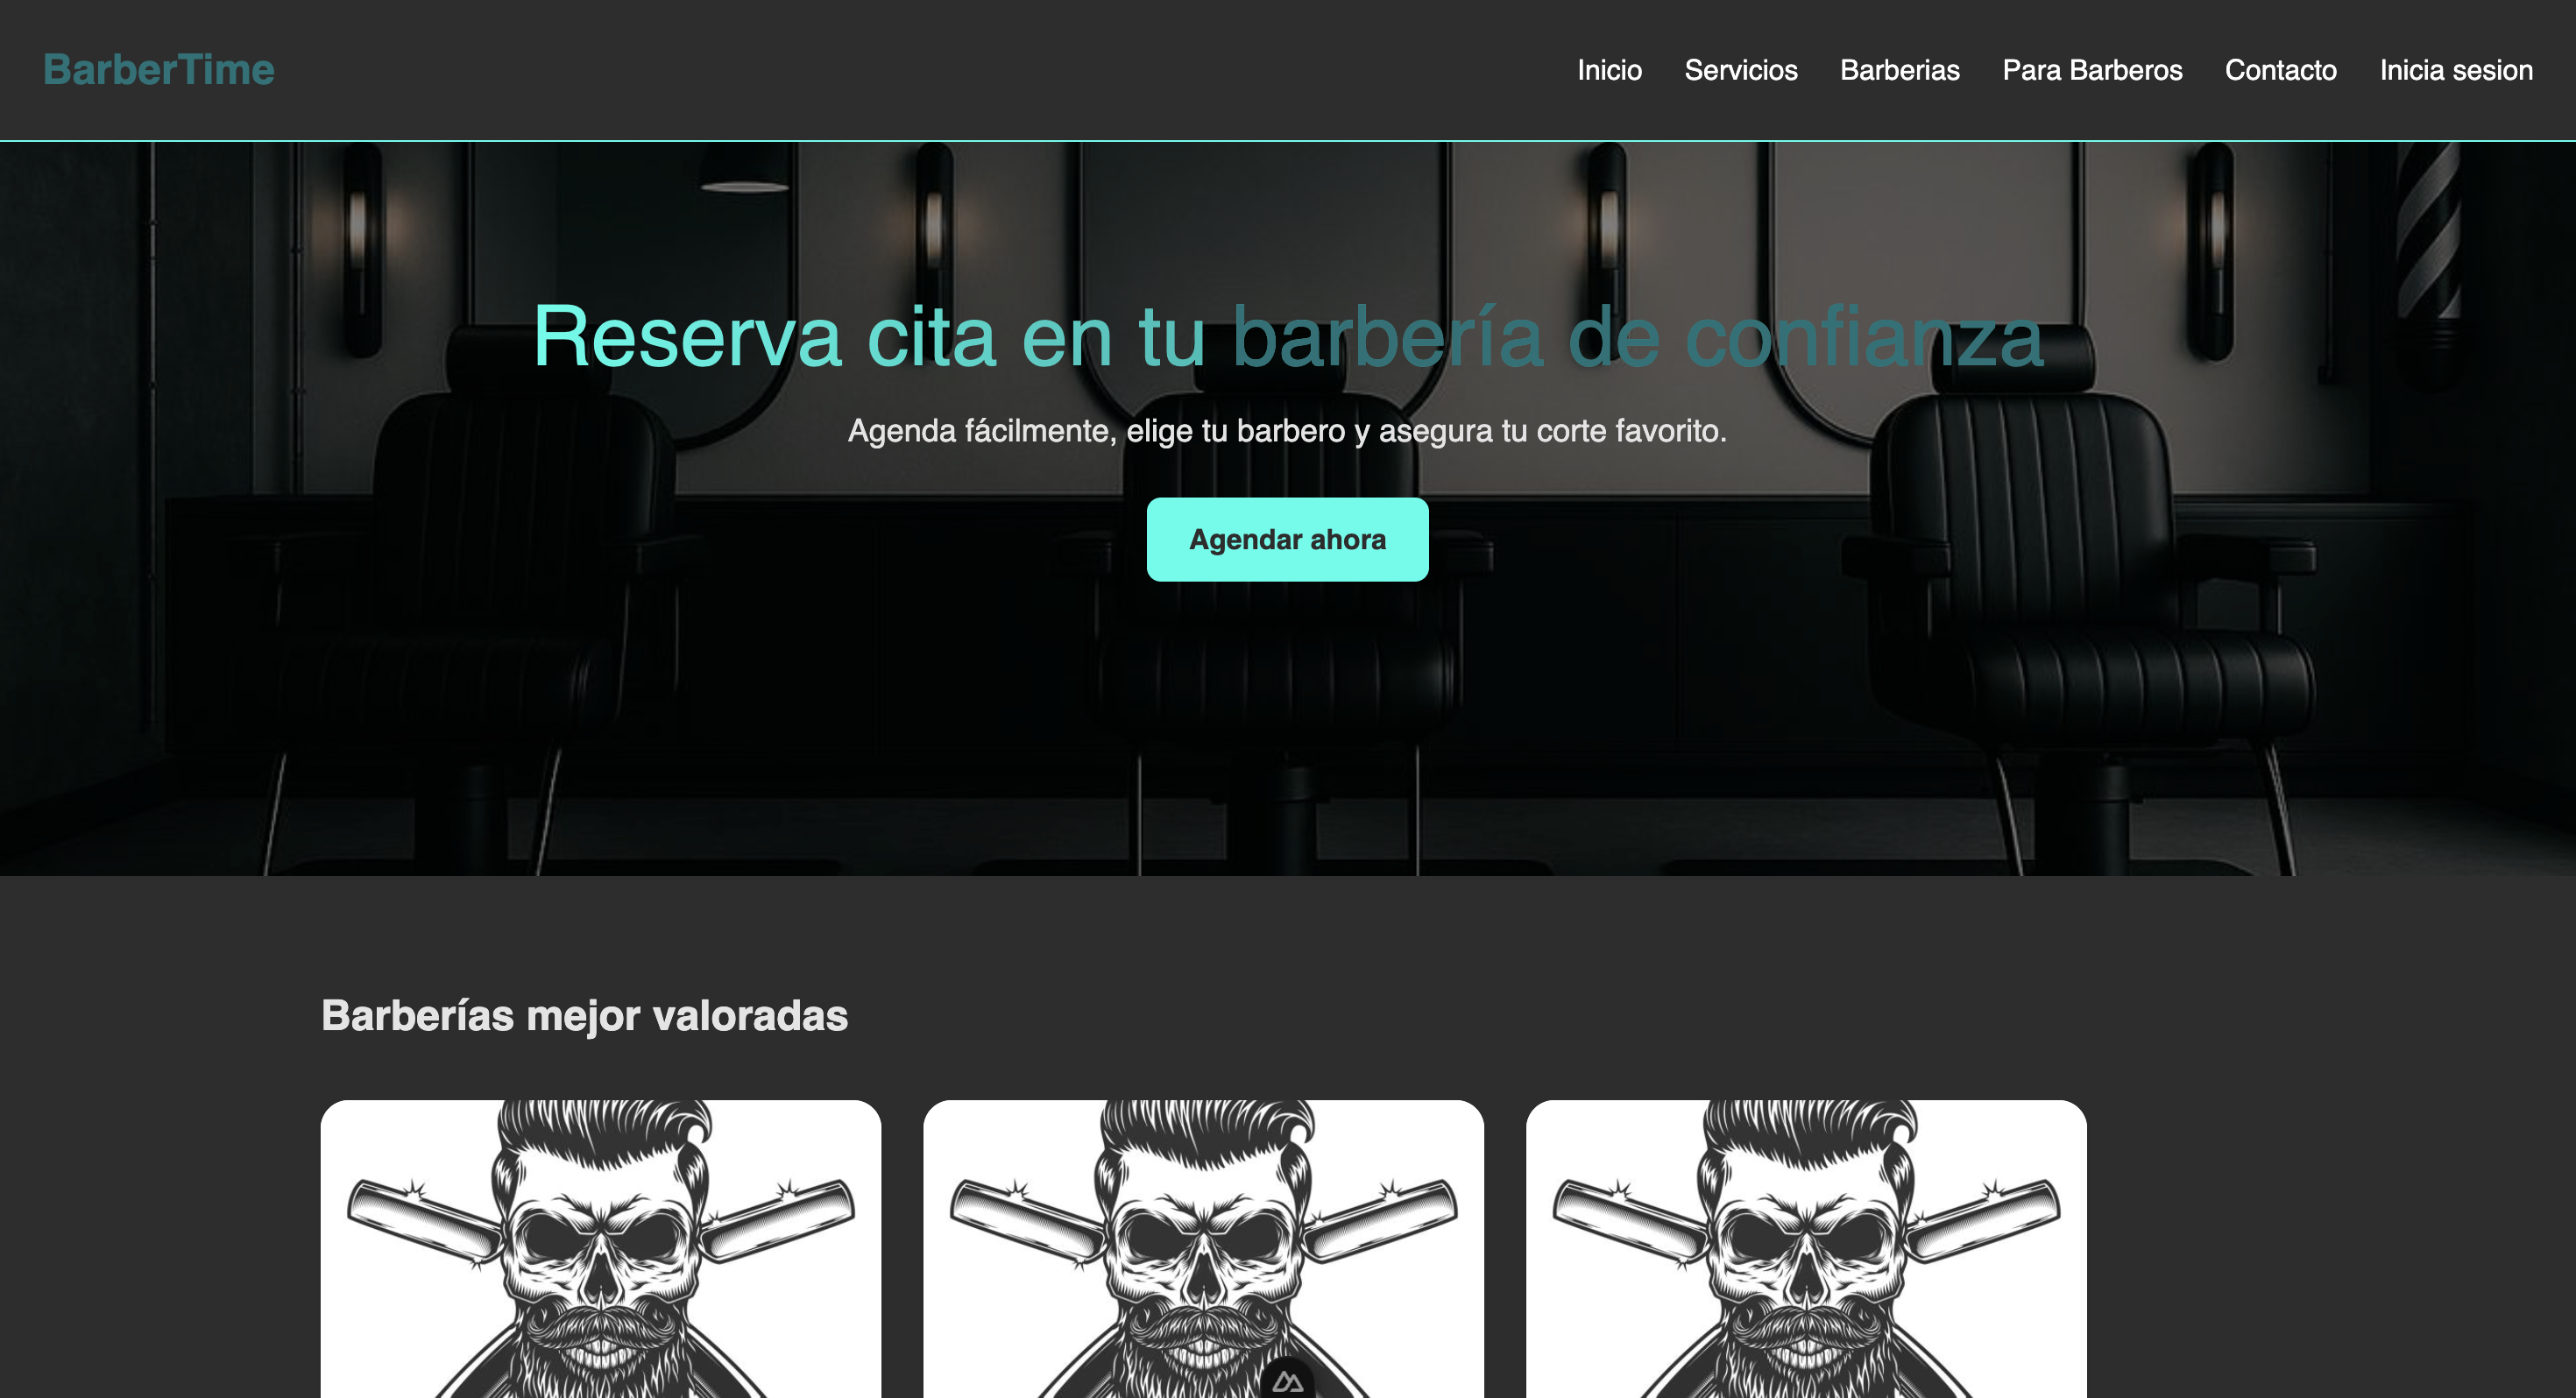 BarberTime
Inicio Servicios Barberias Para Barberos Contacto Inicia sesion
Reserva cita en tu barbería de confianza
Agenda fácilmente, elige tu barbero y asegura tu corte favorito.
Agendar ahora
Barberías mejor valoradas